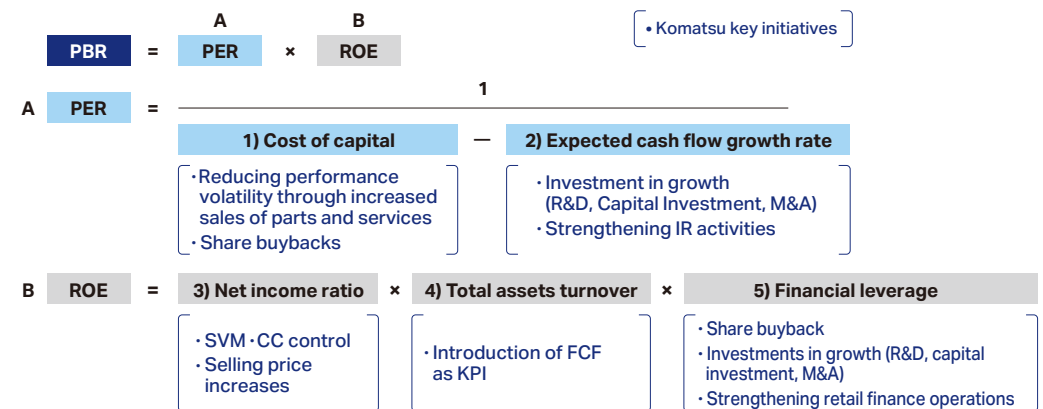 A B
PBR = PER × ROE
• Komatsu key initiatives
1
A PER =
1) Cost of capital — 2) Expected cash flow growth rate
・Reducing performance
volatility through increased
sales of parts and services
・Share buybacks
・Investment in growth
(R&D, Capital Investment, M&A)
・Strengthening IR activities
B ROE = 3) Net income ratio × 4) Total assets turnover × 5) Financial leverage
・SVM・CC control
・Selling price
increases
・Introduction of FCF
as KPI
・Share buyback
・Investments in growth (R&D, capital
investment, M&A)
・Strengthening retail finance operations